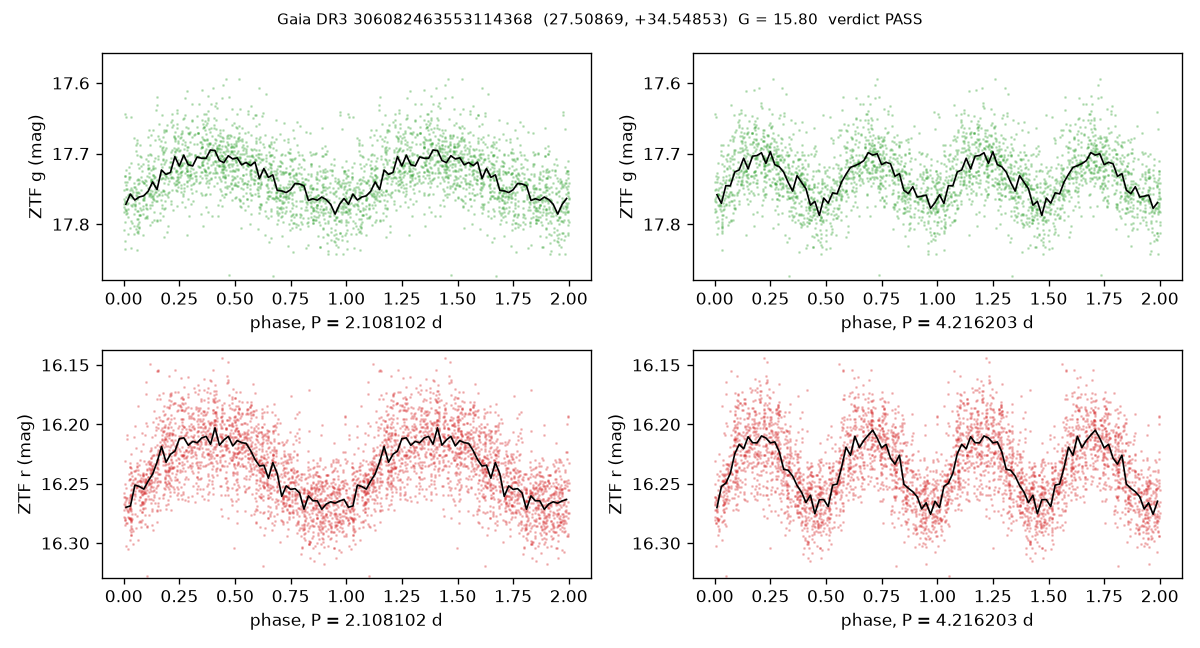 Gaia DR3 306082463553114368 (27.50869, +34.54853) G = 15.80 verdict PASS
ZTF g (mag)
17.6
17.7
17.8
0.00 0.25 0.50 0.75 1.00 1.25 1.50 1.75 2.00
phase, P = 2.108102 d
ZTF g (mag)
17.6
17.7
17.8
0.00 0.25 0.50 0.75 1.00 1.25 1.50 1.75 2.00
phase, P = 4.216203 d
ZTF r (mag)
16.15
16.20
16.25
16.30
0.00 0.25 0.50 0.75 1.00 1.25 1.50 1.75 2.00
phase, P = 2.108102 d
ZTF r (mag)
16.15
16.20
16.25
16.30
0.00 0.25 0.50 0.75 1.00 1.25 1.50 1.75 2.00
phase, P = 4.216203 d